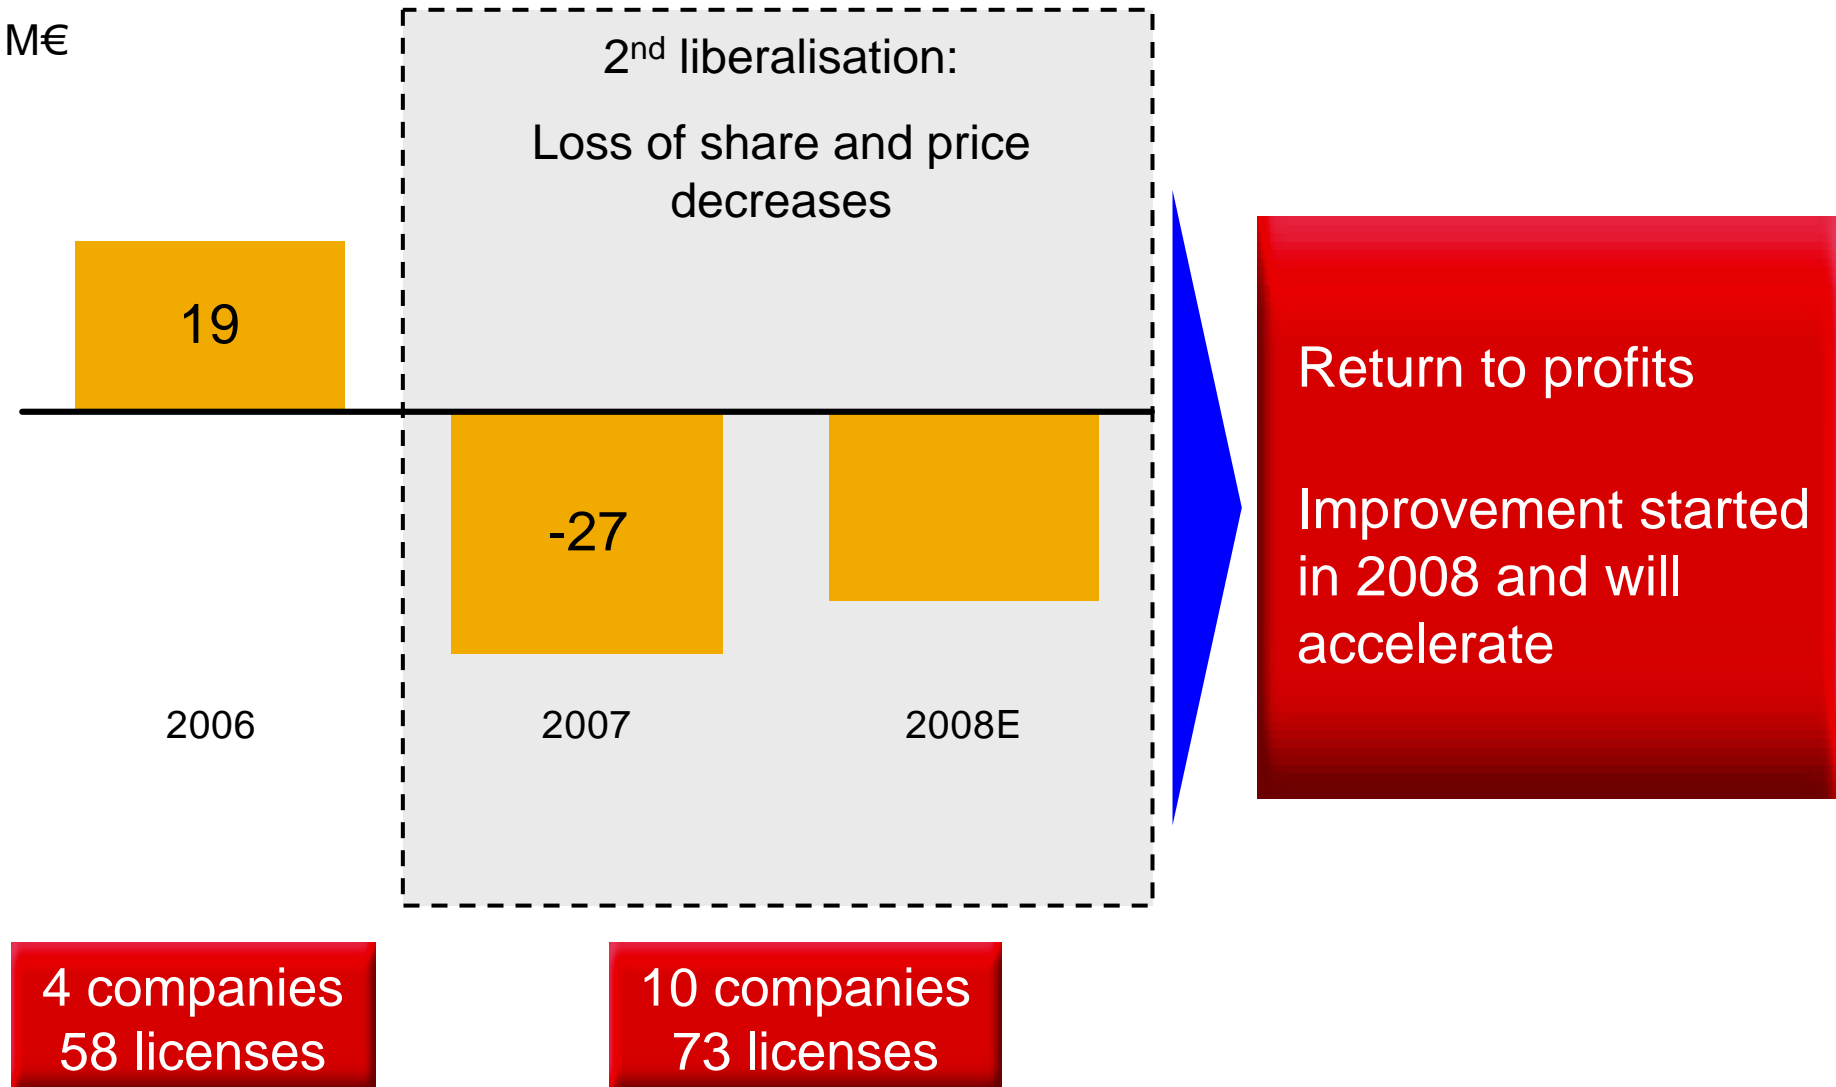 M€
2nd liberalisation:
Loss of share and price
decreases
19
-27
2006
2007
2008E
Return to profits
Improvement started
in 2008 and will
accelerate
4 companies
58 licenses
10 companies
73 licenses